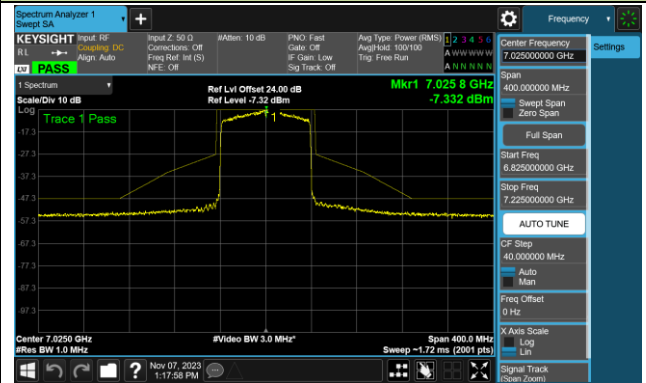 Spectrum Analyzer 1
Swept SA
Frequency
KEYSIGHT
R L
LXI PASS
Input: RF
Coupling: DC
Align: Auto
Input Z: 50 Ω
Corrections: Off
Freq Ref: Int (S)
NFE: Off
#Atten: 10 dB
PNO: Fast
Gate: Off
IF Gain: Low
Sig Track: Off
Avg Type: Power (RMS)
Avg|Hold: 100/100
Trig: Free Run
1 2 3 4 5 6
A W W W W W
A N N N N N
1 Spectrum
Scale/Div 10 dB
Log
Ref Lvl Offset 24.00 dB
Ref Level -7.32 dBm
Mkr1 7.025 8 GHz
-7.332 dBm
Trace 1 Pass
1
-17.3
-27.3
-37.3
-47.3
-57.3
-67.3
-77.3
-87.3
-97.3
Center 7.0250 GHz
#Res BW 1.0 MHz
#Video BW 3.0 MHz*
Span 400.0 MHz
Sweep ~1.72 ms (2001 pts)
Nov 07, 2023
1:17:58 PM
?
Center Frequency
7.025000000 GHz
Settings
Span
400.000000 MHz
Swept Span
Zero Span
Full Span
Start Freq
6.825000000 GHz
Stop Freq
7.225000000 GHz
AUTO TUNE
CF Step
40.000000 MHz
Auto
Man
Freq Offset
0 Hz
X Axis Scale
Log
Lin
Signal Track
(Span Zoom)